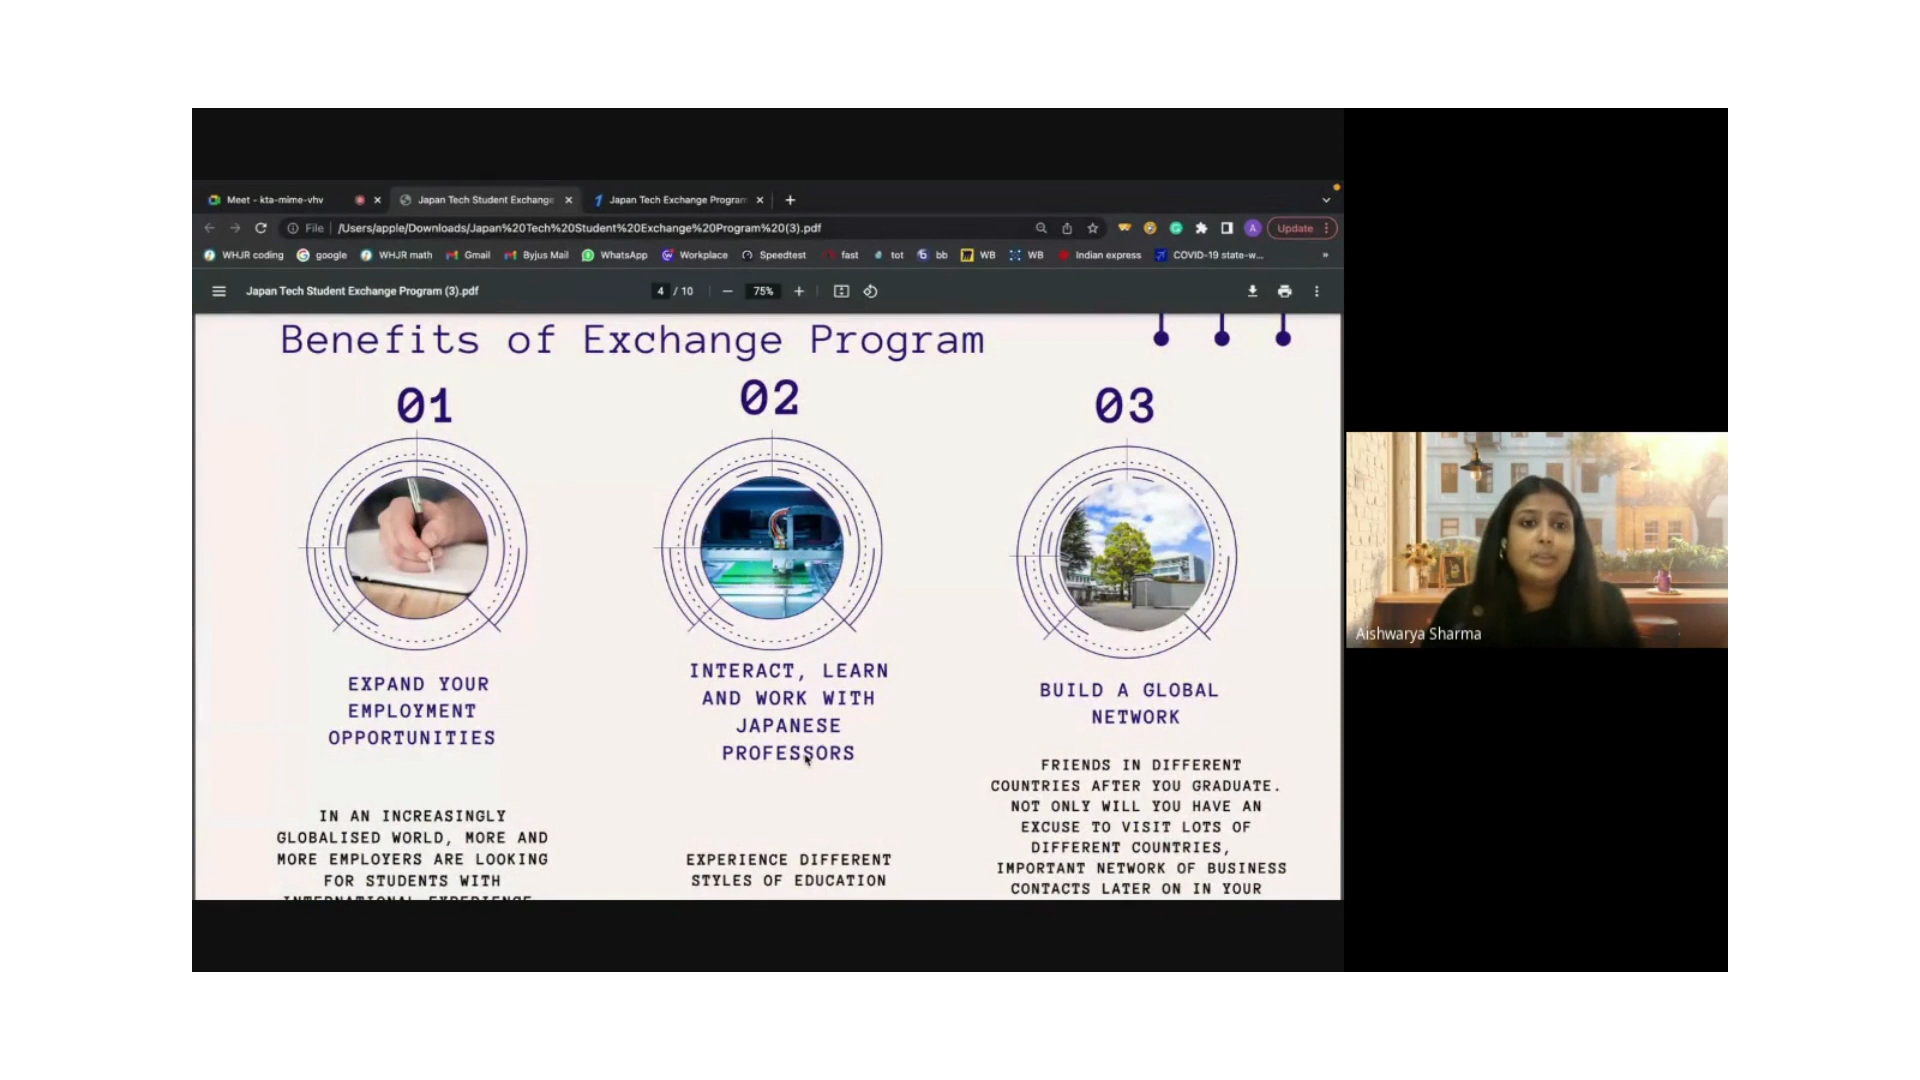 Meet - kta-mime-vhv
Japan Tech Student Exchange
Japan Tech Exchange Program
File
/Users/apple/Downloads/Japan%20Tech%20Student%20Exchange%20Program%20(3).pdf
A
Update
WHJR coding
google
WHJR math
Gmail
Byjus Mail
WhatsApp
Workplace
Speedtest
fast
tot
bb
WB
WB
Indian express
COVID-19 state-w...
»
Japan Tech Student Exchange Program (3).pdf
4 / 10
75%
Benefits of Exchange Program
01
EXPAND YOUR
EMPLOYMENT
OPPORTUNITIES
IN AN INCREASINGLY
GLOBALISED WORLD, MORE AND
MORE EMPLOYERS ARE LOOKING
FOR STUDENTS WITH
INTERNATIONAL EXPERIENCE
02
INTERACT, LEARN
AND WORK WITH
JAPANESE
PROFESSORS
EXPERIENCE DIFFERENT
STYLES OF EDUCATION
03
BUILD A GLOBAL
NETWORK
FRIENDS IN DIFFERENT
COUNTRIES AFTER YOU GRADUATE.
NOT ONLY WILL YOU HAVE AN
EXCUSE TO VISIT LOTS OF
DIFFERENT COUNTRIES,
IMPORTANT NETWORK OF BUSINESS
CONTACTS LATER ON IN YOUR
Aishwarya Sharma